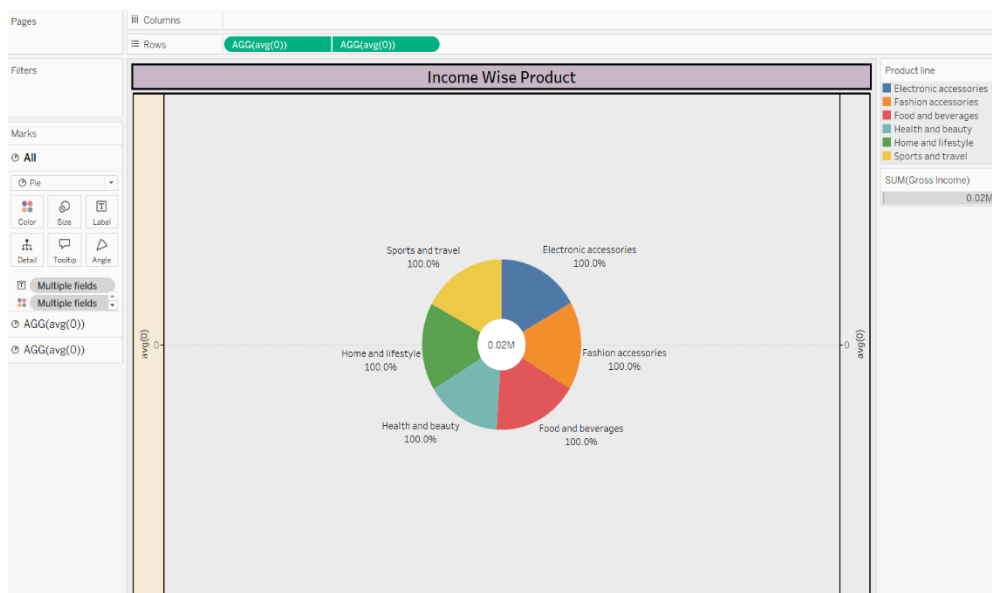 Pages
Columns
Rows
AGG(avg(0))
AGG(avg(0))
Filters
Marks
All
Pie
Color
Size
Label
Detail
Tooltip
Angle
Multiple fields
Multiple fields
AGG(avg(0))
AGG(avg(0))
Income Wise Product
avg(0)
0
Sports and travel
100.0%
Electronic accessories
100.0%
Home and lifestyle
100.0%
0.02M
Fashion accessories
100.0%
Health and beauty
100.0%
Food and beverages
100.0%
0
avg(0)
Product line
Electronic accessories
Fashion accessories
Food and beverages
Health and beauty
Home and lifestyle
Sports and travel
SUM(Gross Income)
0.02M